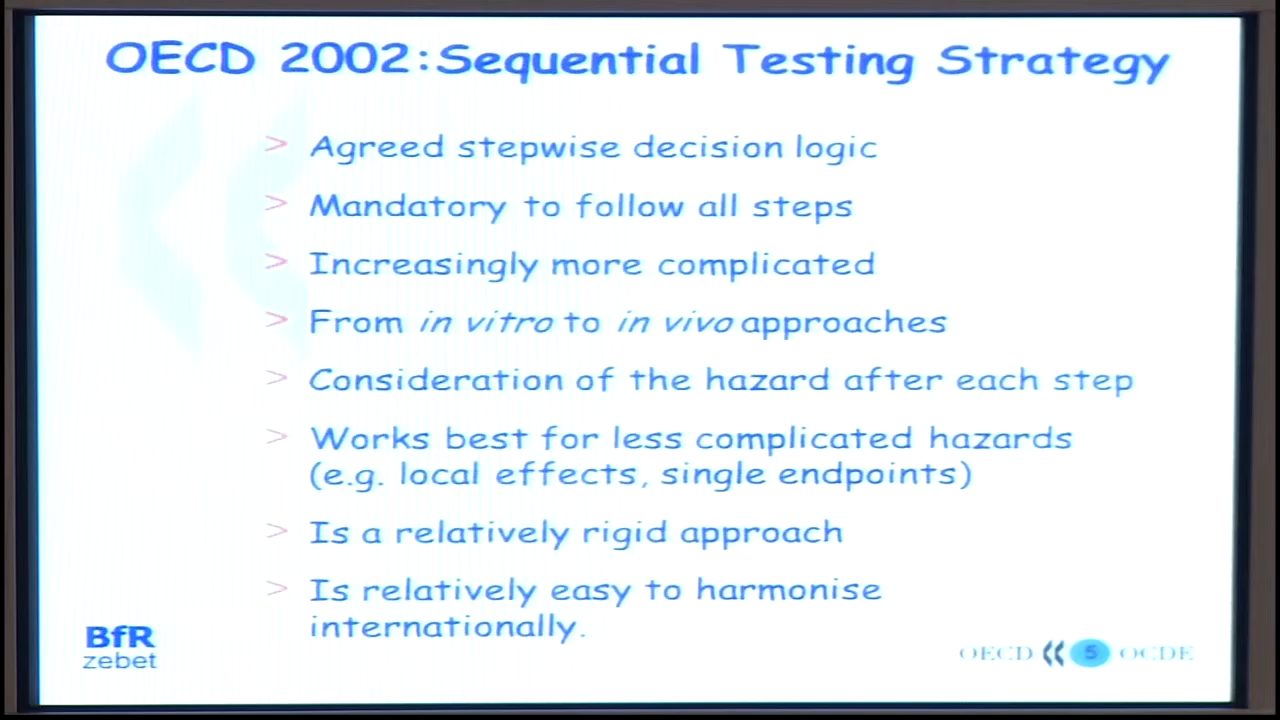 OECD 2002:Sequential Testing Strategy
> Agreed stepwise decision logic
> Mandatory to follow all steps
> Increasingly more complicated
> From in vitro to in vivo approaches
> Consideration of the hazard after each step
> Works best for less complicated hazards
(e.g. local effects, single endpoints)
> Is a relatively rigid approach
> Is relatively easy to harmonise
internationally.
BfR
zebet
OECD 5 OCDE